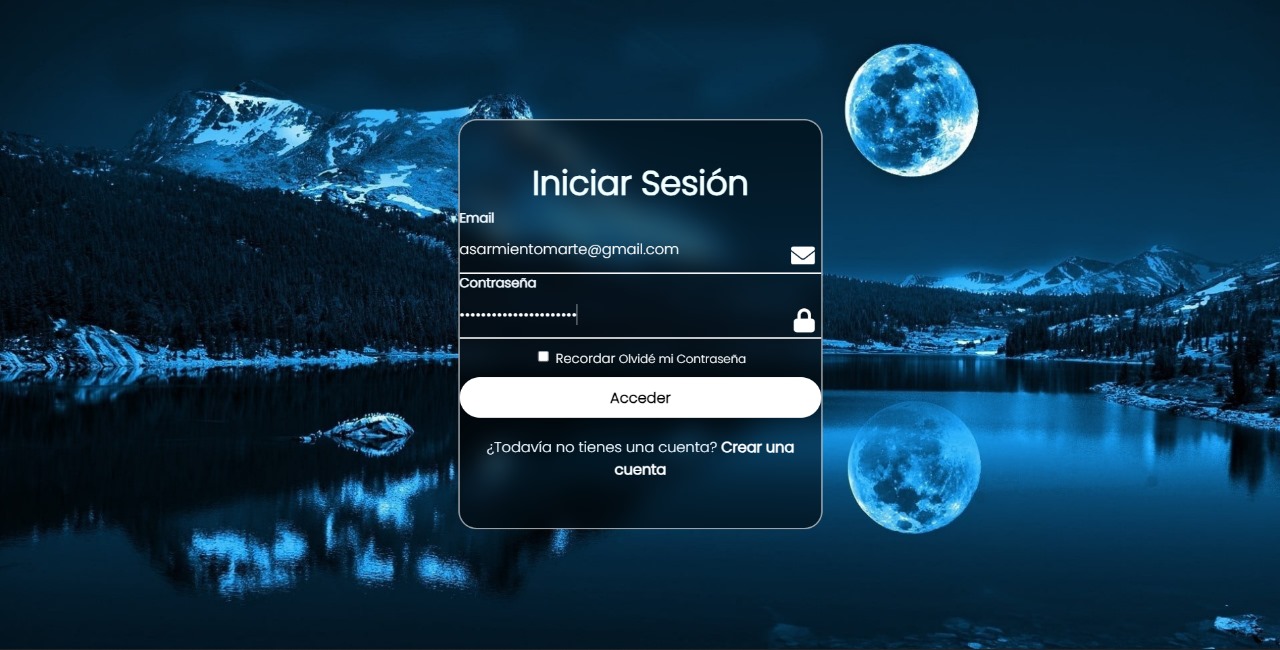 Iniciar Sesión
Email
asarmientomarte@gmail.com
Contraseña
••••••••••••••••••••••
Recordar Olvidé mi Contraseña
Acceder
¿Todavía no tienes una cuenta? Crear una
cuenta